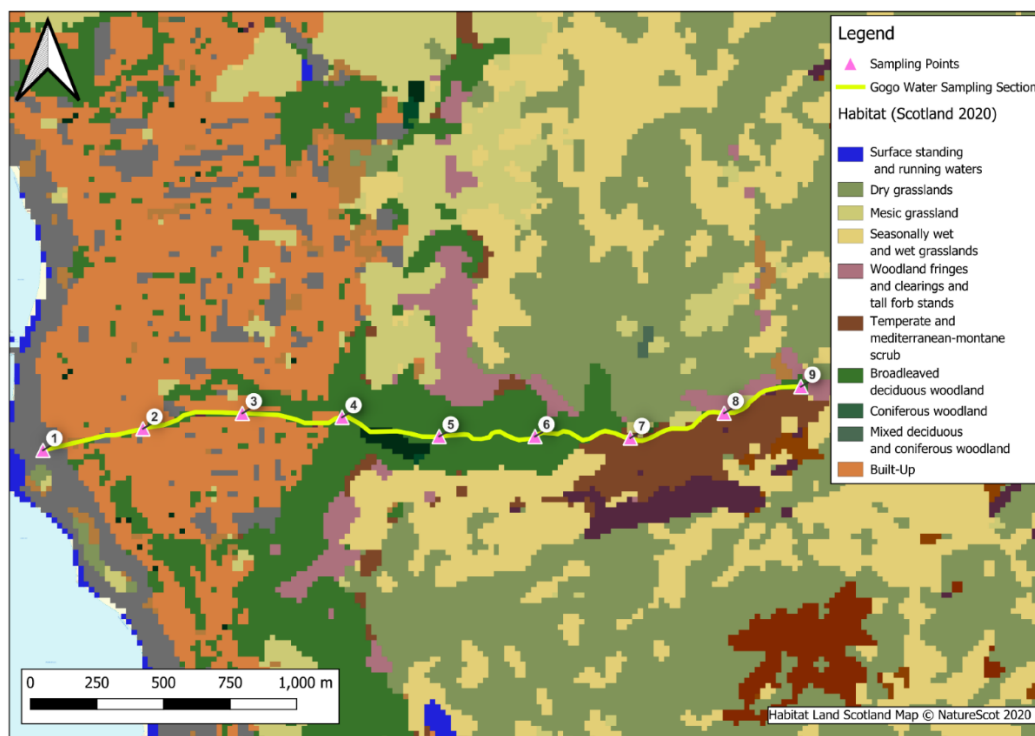 Legend
Sampling Points
Gogo Water Sampling Section
Habitat (Scotland 2020)
Surface standing
and running waters
Dry grasslands
Mesic grassland
Seasonally wet
and wet grasslands
Woodland fringes
and clearings and
tall forb stands
Temperate and
mediterranean-montane
scrub
Broadleaved
deciduous woodland
Coniferous woodland
Mixed deciduous
and coniferous woodland
Built-Up
1
2
3
4
5
6
7
8
9
0 250 500 750 1,000 m
Habitat Land Scotland Map © NatureScot 2020